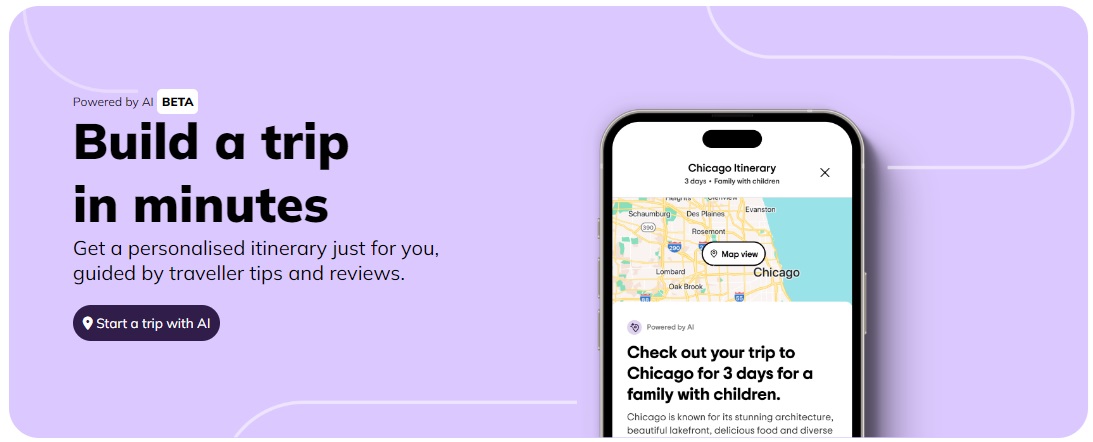 Powered by AI BETA
Build a trip
in minutes
Get a personalised itinerary just for you,
guided by traveller tips and reviews.
Start a trip with AI
Chicago Itinerary
3 days • Family with children
Heights Glenview
Schaumburg Des Plaines Evanston
390
Rosemont
290
Map view
Lombard Chicago
Oak Brook
55
Powered by AI
Check out your trip to
Chicago for 3 days for a
family with children.
Chicago is known for its stunning architecture,
beautiful lakefront, delicious food and diverse